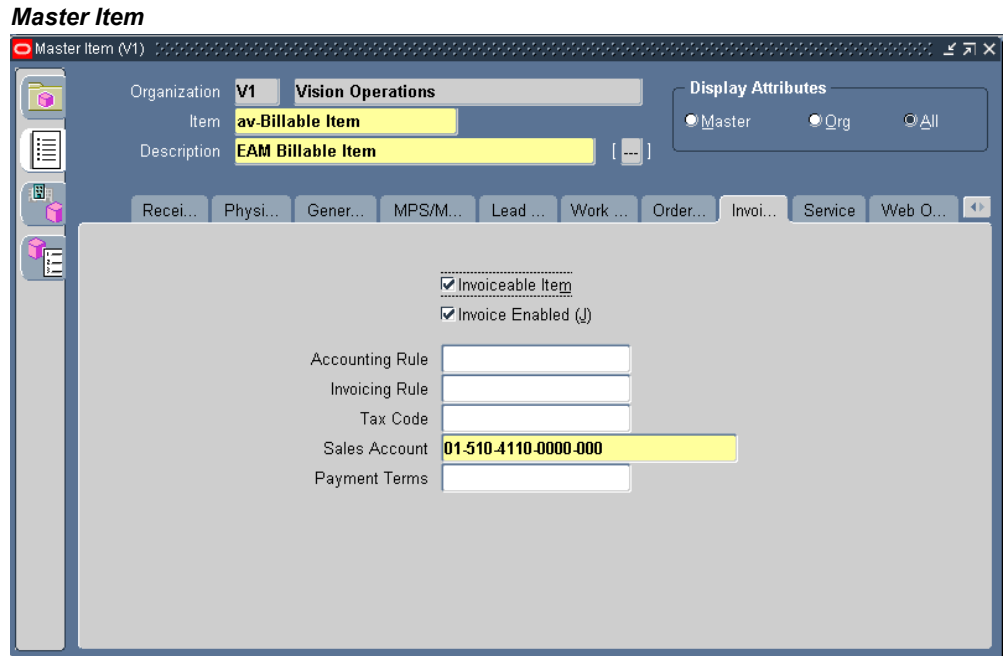 Master Item
Master Item (V1)
Organization V1 Vision Operations
Display Attributes
Item av-Billable Item
Master Org All
Description EAM Billable Item [ ... ]
Recei... Physi... Gener... MPS/M... Lead ... Work ... Order... Invoi... Service Web O...
Invoiceable Item
Invoice Enabled (J)
Accounting Rule
Invoicing Rule
Tax Code
Sales Account 01-510-4110-0000-000
Payment Terms